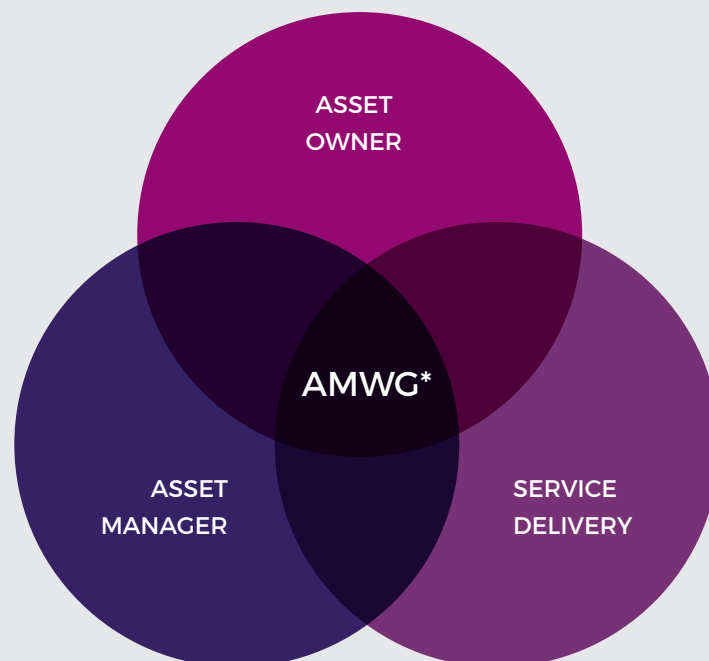 ASSET
OWNER
AMWG*
ASSET
MANAGER
SERVICE
DELIVERY